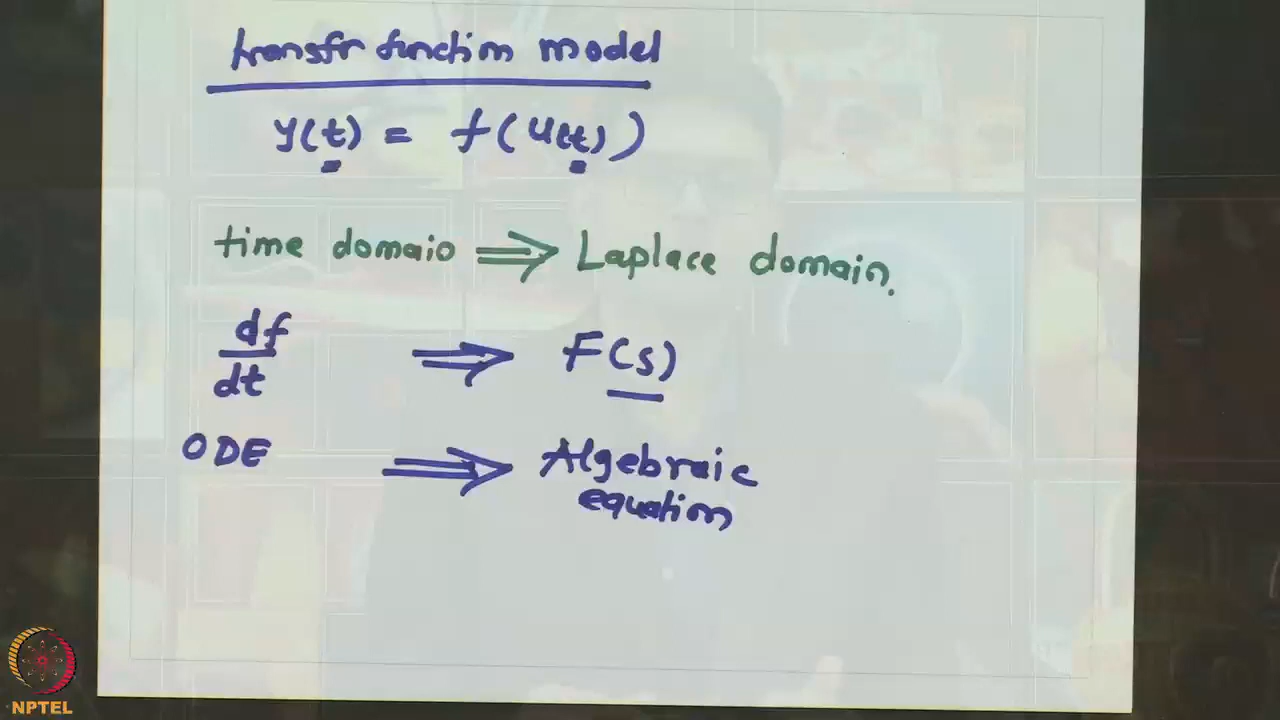 transfr function model
y(t) = f(u(t))
time domain ⟹ Laplace domain.
df/dt ⟹ F(s)
ODE ⟹ Algebraic
equation
NPTEL